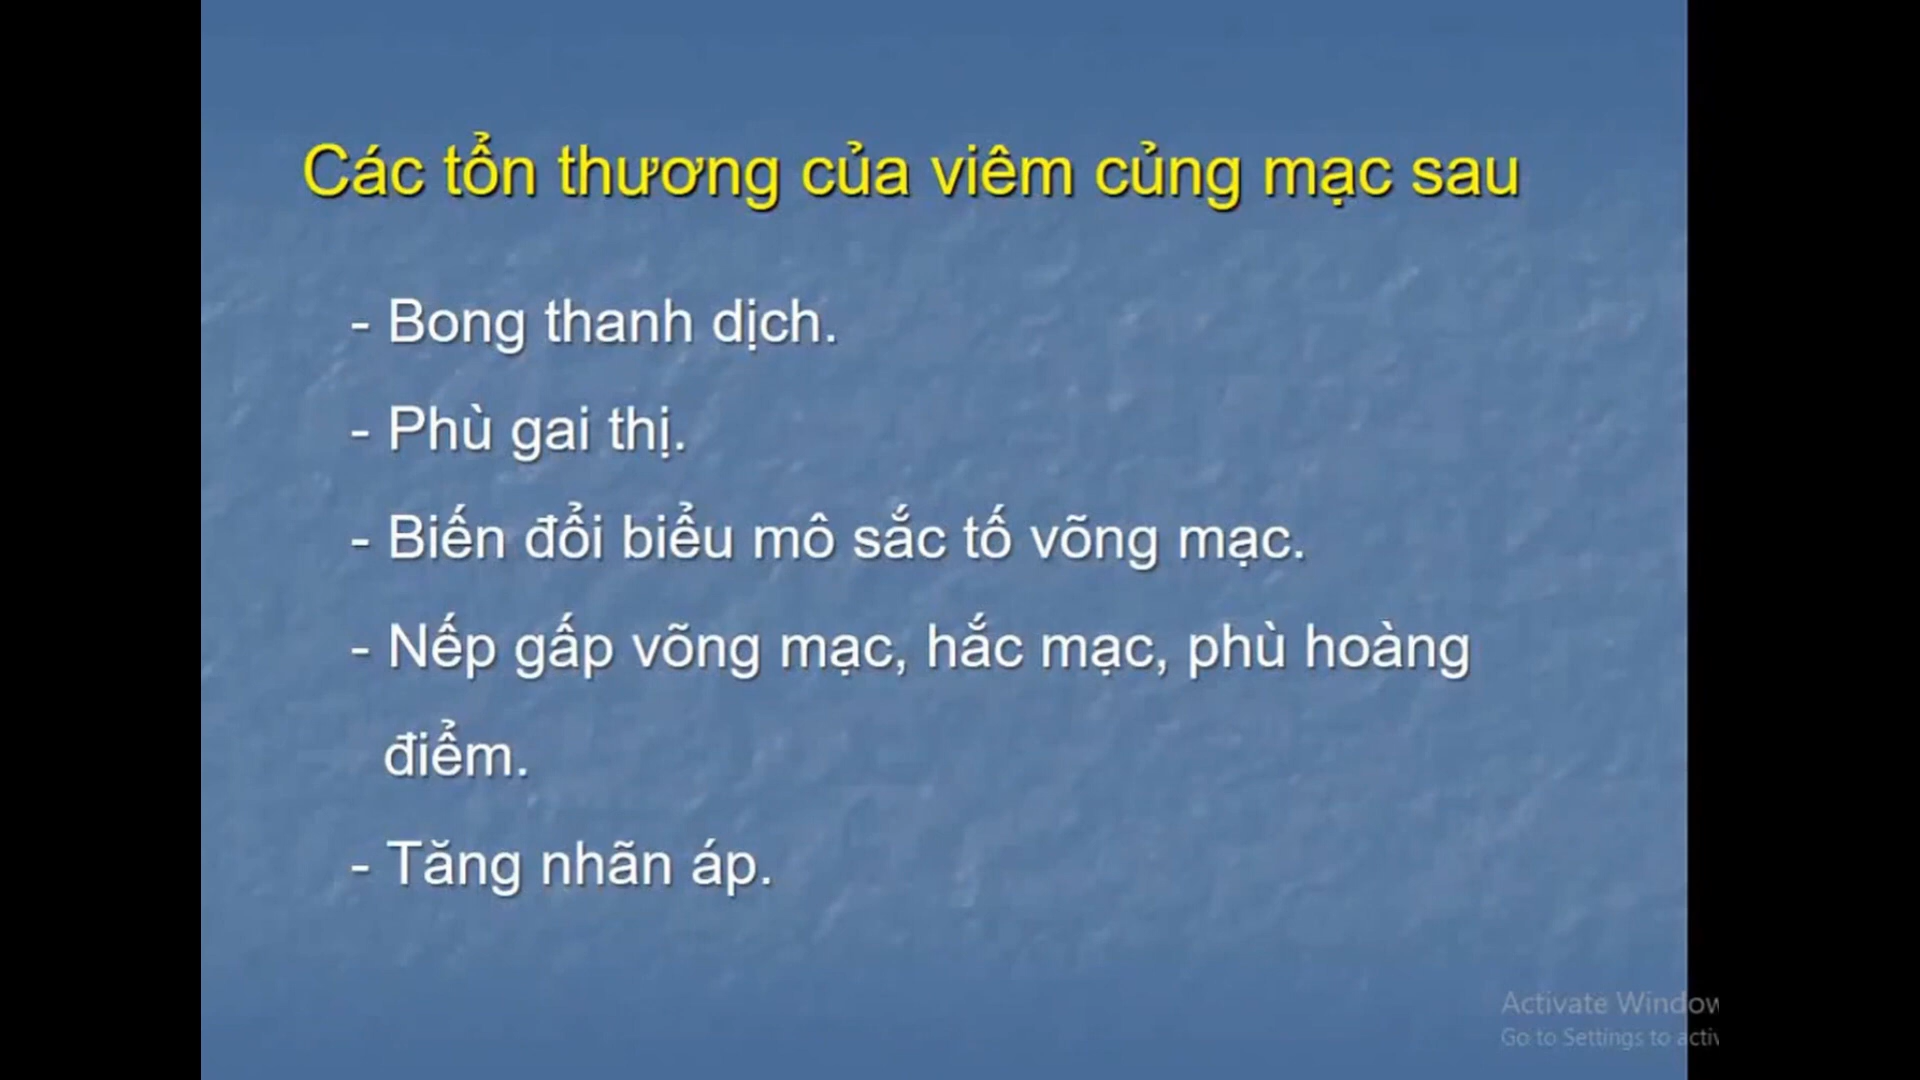 Các tổn thương của viêm củng mạc sau
- Bong thanh dịch.
- Phù gai thị.
- Biến đổi biểu mô sắc tố võng mạc.
- Nếp gấp võng mạc, hắc mạc, phù hoàng
điểm.
- Tăng nhãn áp.
Activate Window
Go to Settings to activ